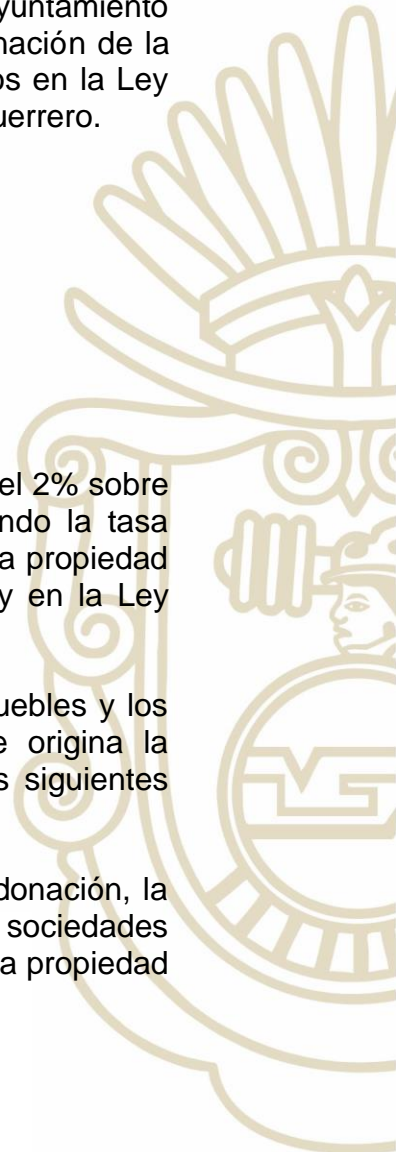 yuntamiento
nación de la
os en la Ley
uerrero.
el 2% sobre
ndo la tasa
a propiedad
y en la Ley
uebles y los
e origina la
s siguientes
donación, la
sociedades
a propiedad